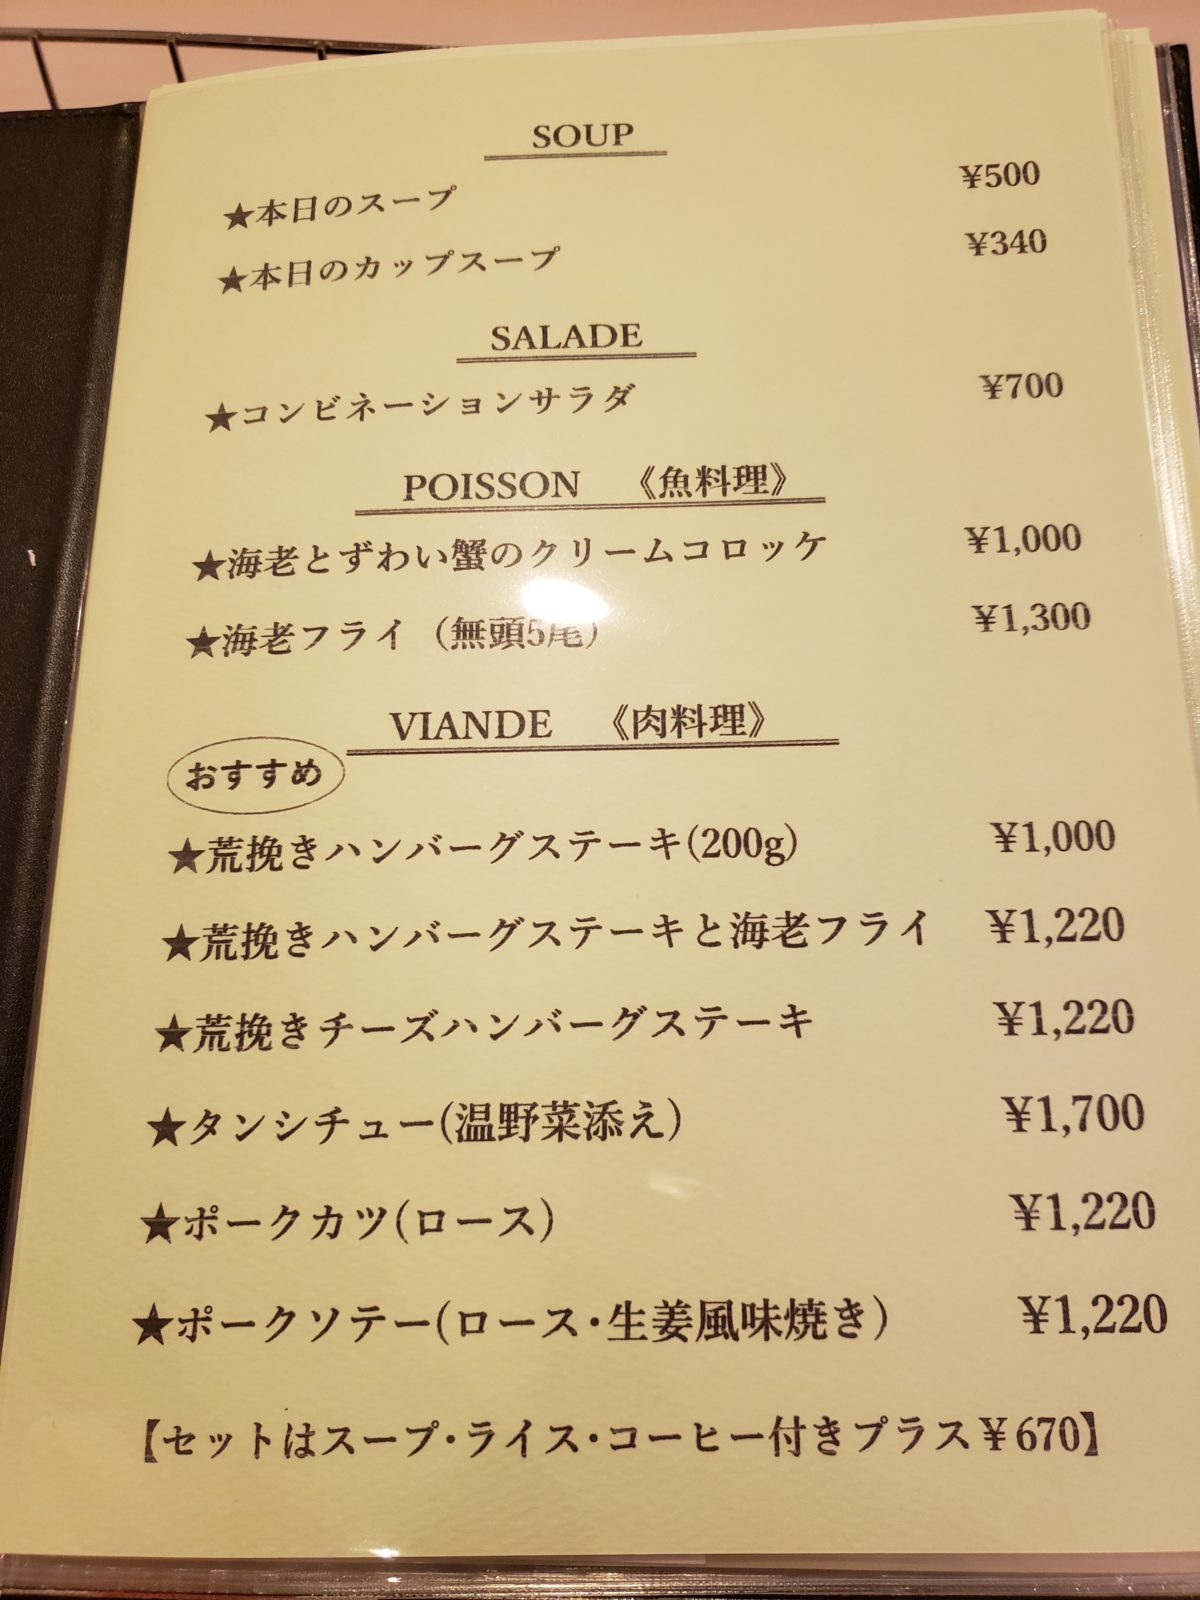 SOUP
★本日のスープ ¥500
★本日のカップスープ ¥340
SALADE
★コンビネーションサラダ ¥700
POISSON 《魚料理》
★海老とずわい蟹のクリームコロッケ ¥1,000
★海老フライ（無頭5尾） ¥1,300
VIANDE 《肉料理》
おすすめ
★荒挽きハンバーグステーキ(200g) ¥1,000
★荒挽きハンバーグステーキと海老フライ ¥1,220
★荒挽きチーズハンバーグステーキ ¥1,220
★タンシチュー(温野菜添え) ¥1,700
★ポークカツ(ロース) ¥1,220
★ポークソテー(ロース・生姜風味焼き) ¥1,220
【セットはスープ・ライス・コーヒー付きプラス¥670】